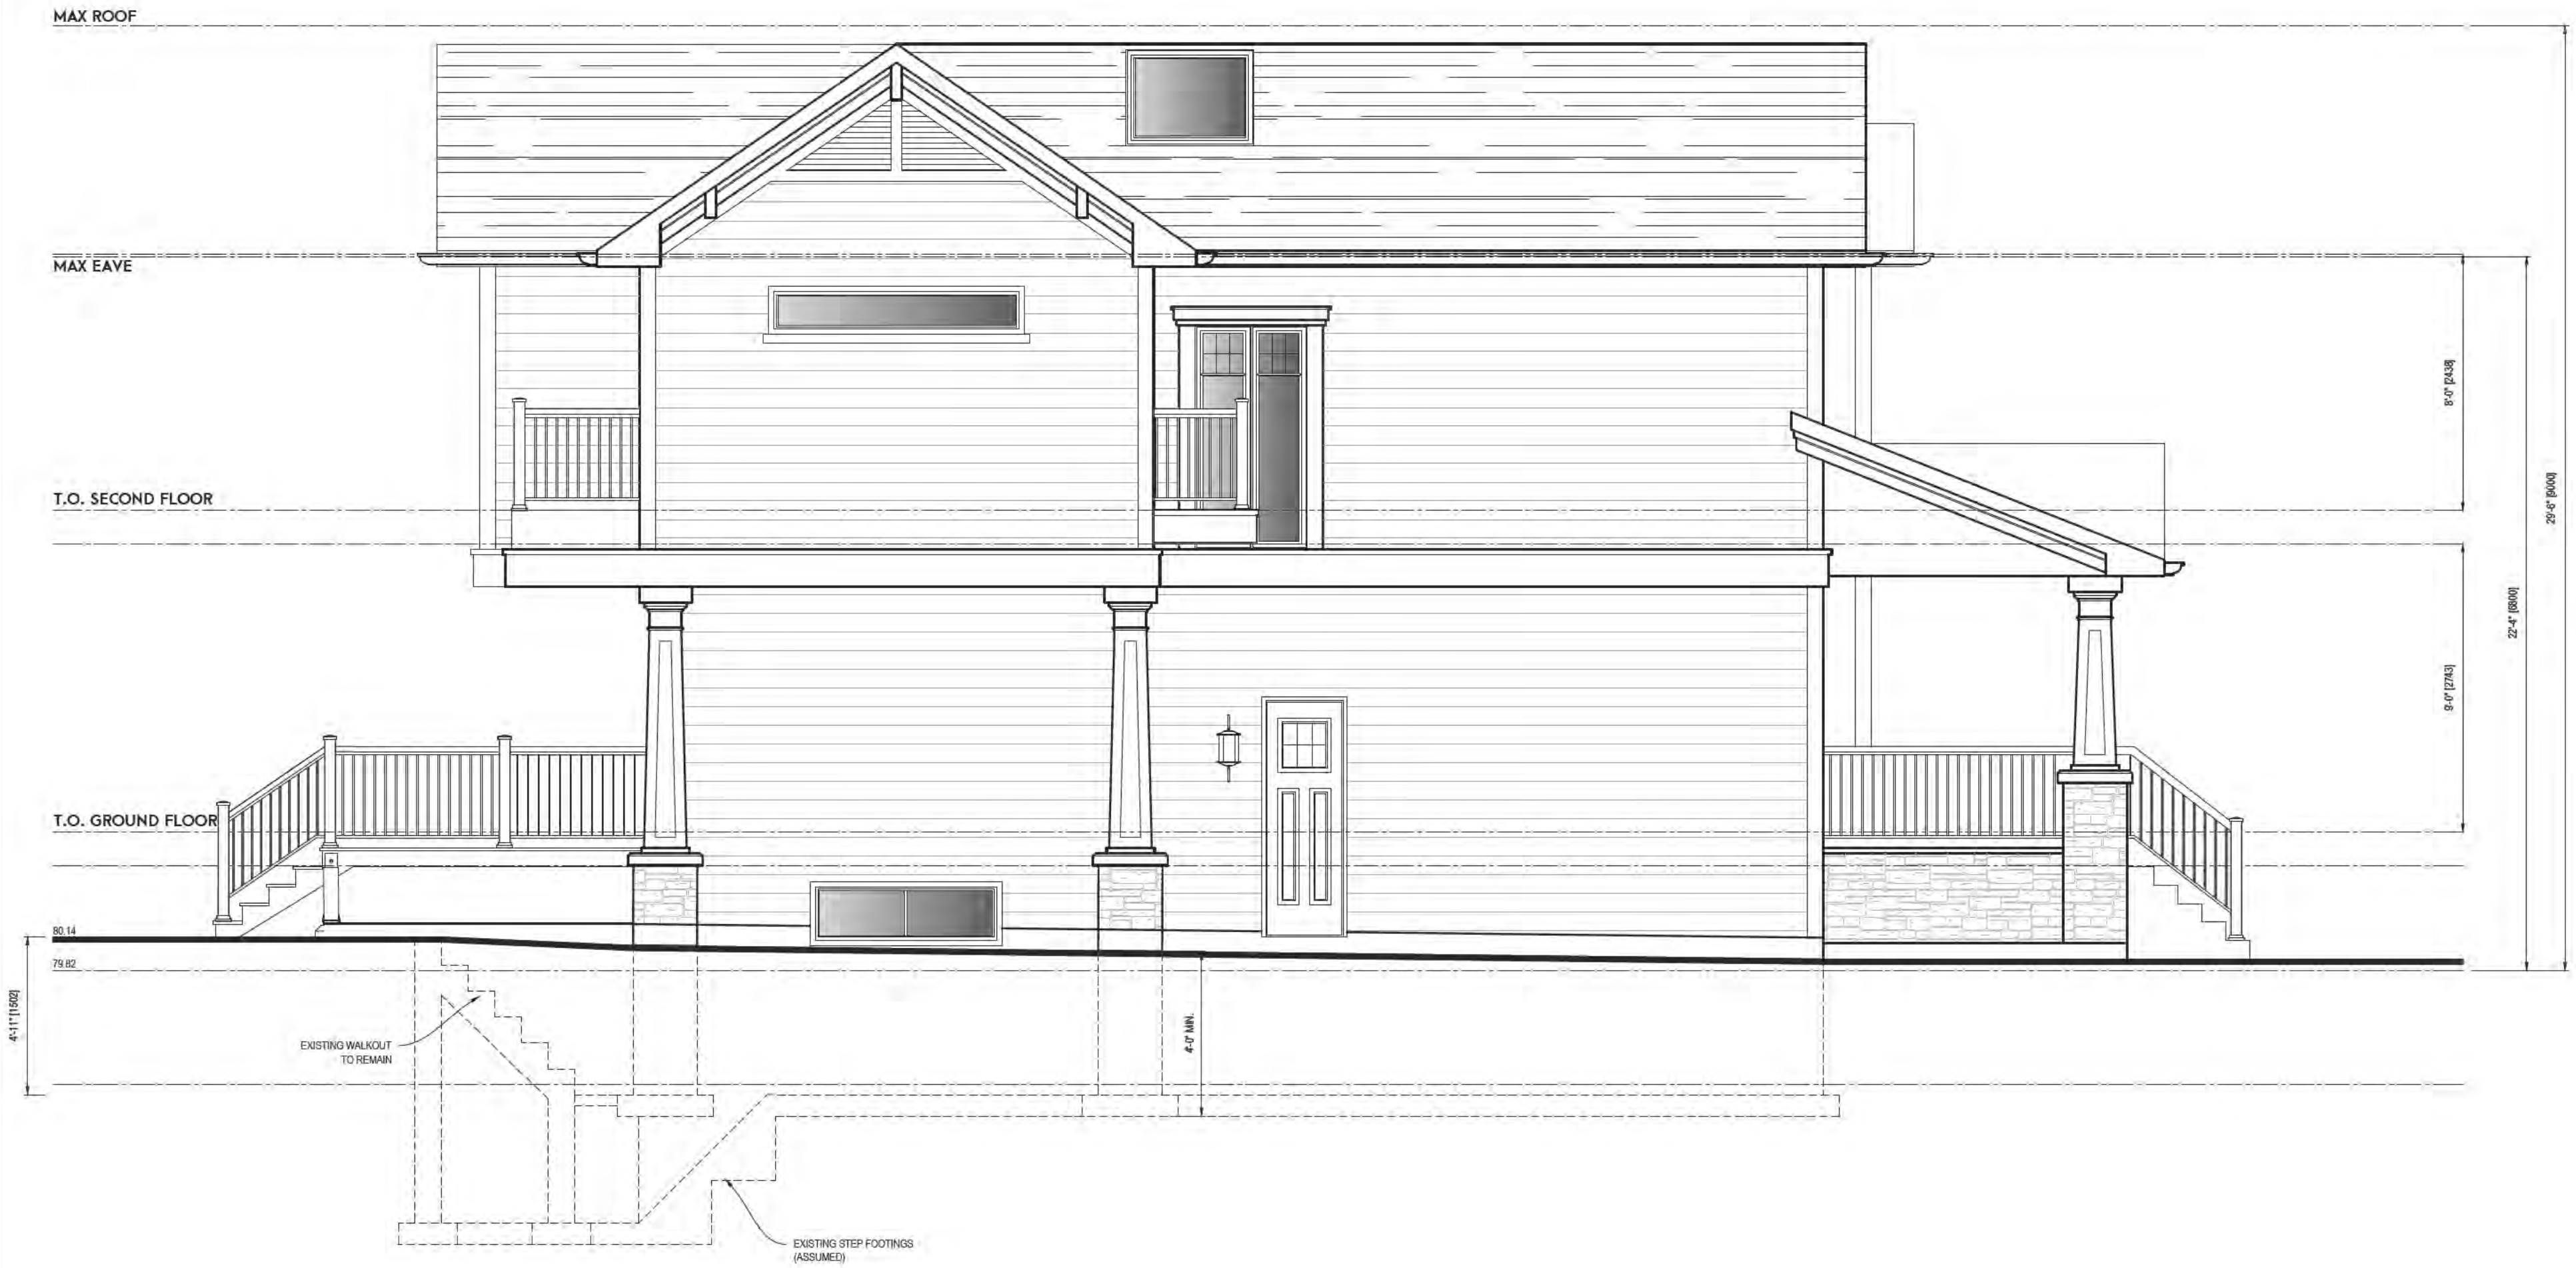 MAX ROOF
MAX EAVE
8'-0" [2438]
T.O. SECOND FLOOR
29'-6" [9000]
22'-4" [6800]
9'-0" [2743]
T.O. GROUND FLOOR
80.14
79.82
4'-11" [1502]
EXISTING WALKOUT
TO REMAIN
4'-0" MIN.
EXISTING STEP FOOTINGS
(ASSUMED)